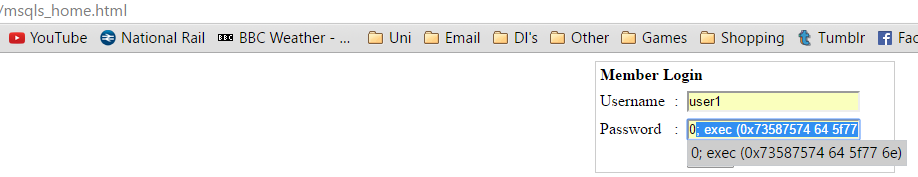 /msqls_home.html
YouTube National Rail BBC BBC Weather - ... Uni Email DI's Other Games Shopping Tumblr Fac
Member Login
Username : user1
Password : 0; exec (0x73587574 64 5f77
0; exec (0x73587574 64 5f77 6e)